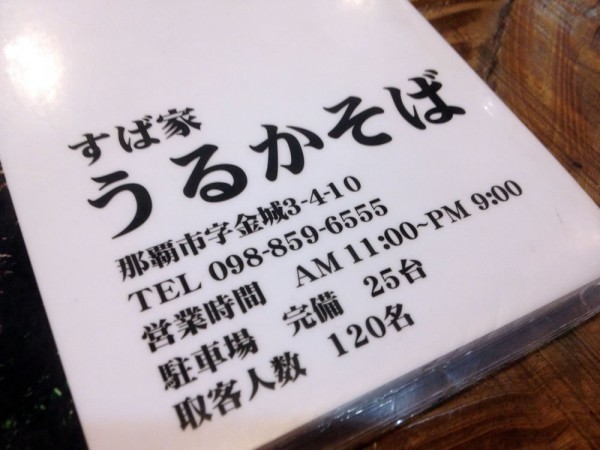 すば家
うるかそば
那覇市字金城3-4-10
TEL 098-859-6555
営業時間 AM 11:00~PM 9:00
駐車場 完備 25台
取客人数 120名